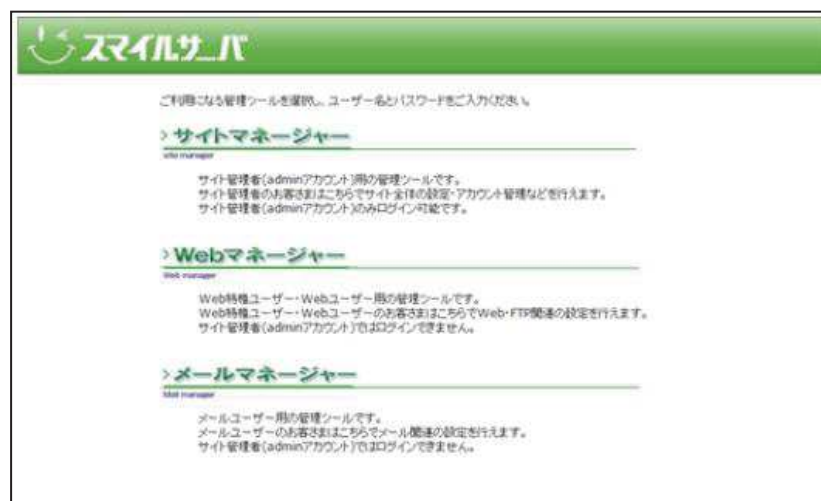 スマイルサーバ
ご利用になる管理ツールを選択し、ユーザー名とパスワードをご入力ください。
サイトマネージャー
site manager
サイト管理者(adminアカウント)用の管理ツールです。
サイト管理者のお客さまはこちらでサイト全体の設定・アカウント管理などを行えます。
サイト管理者(adminアカウント)のみログイン可能です。
Webマネージャー
Web manager
Web特権ユーザー・Webユーザー用の管理ツールです。
Web特権ユーザー・Webユーザーのお客さまはこちらでWeb・FTP関連の設定を行えます。
サイト管理者(adminアカウント)ではログインできません。
メールマネージャー
Mail manager
メールユーザー用の管理ツールです。
メールユーザーのお客さまはこちらでメール関連の設定を行えます。
サイト管理者(adminアカウント)ではログインできません。